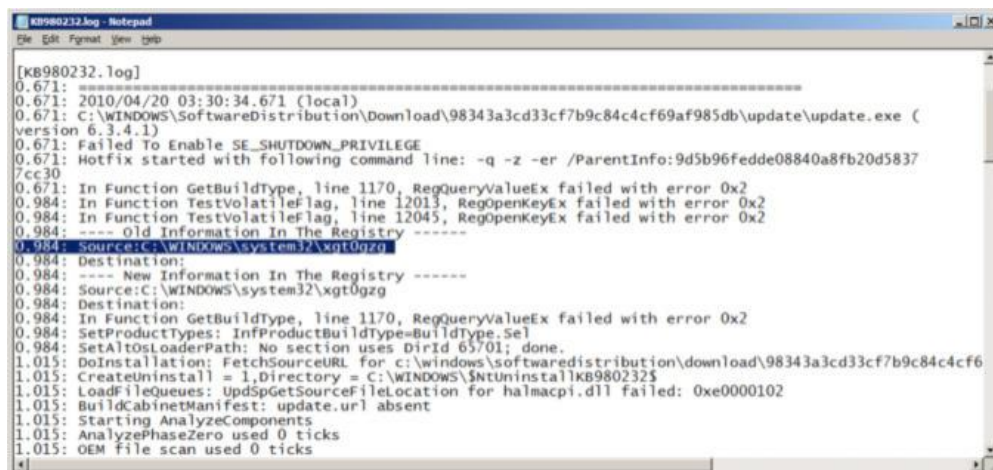 KB980232.log - Notepad
File Edit Format View Help
[KB980232.log]
0.671: ================================================================================
0.671: 2010/04/20 03:30:34.671 (local)
0.671: C:\WINDOWS\SoftwareDistribution\Download\98343a3cd33cf7b9c84c4cf69af985db\update\update.exe (
version 6.3.4.1)
0.671: Failed To Enable SE_SHUTDOWN_PRIVILEGE
0.671: Hotfix started with following command line: -q -z -er /ParentInfo:9d5b96fedde08840a8fb20d5837
7cc30
0.671: In Function GetBuildType, line 1170, RegQueryValueEx failed with error 0x2
0.984: In Function TestVolatileFlag, line 12013, RegOpenKeyEx failed with error 0x2
0.984: In Function TestVolatileFlag, line 12045, RegOpenKeyEx failed with error 0x2
0.984: ---- Old Information In The Registry ------
0.984: Source:C:\WINDOWS\system32\xgt0gzg
0.984: Destination:
0.984: ---- New Information In The Registry ------
0.984: Source:C:\WINDOWS\system32\xgt0gzg
0.984: Destination:
0.984: In Function GetBuildType, line 1170, RegQueryValueEx failed with error 0x2
0.984: SetProductTypes: InfProductBuildType=BuildType.Sel
0.984: SetAltOsLoaderPath: No section uses DirId 65701; done.
1.015: DoInstallation: FetchSourceURL for c:\windows\softwaredistribution\download\98343a3cd33cf7b9c84c4cf6
1.015: CreateUninstall = 1,Directory = C:\WINDOWS\$NtUninstallKB980232$
1.015: LoadFileQueues: UpdSpGetSourceFileLocation for halmacpi.dll failed: 0xe0000102
1.015: BuildCabinetManifest: update.url absent
1.015: Starting AnalyzeComponents
1.015: AnalyzePhaseZero used 0 ticks
1.015: OEM file scan used 0 ticks